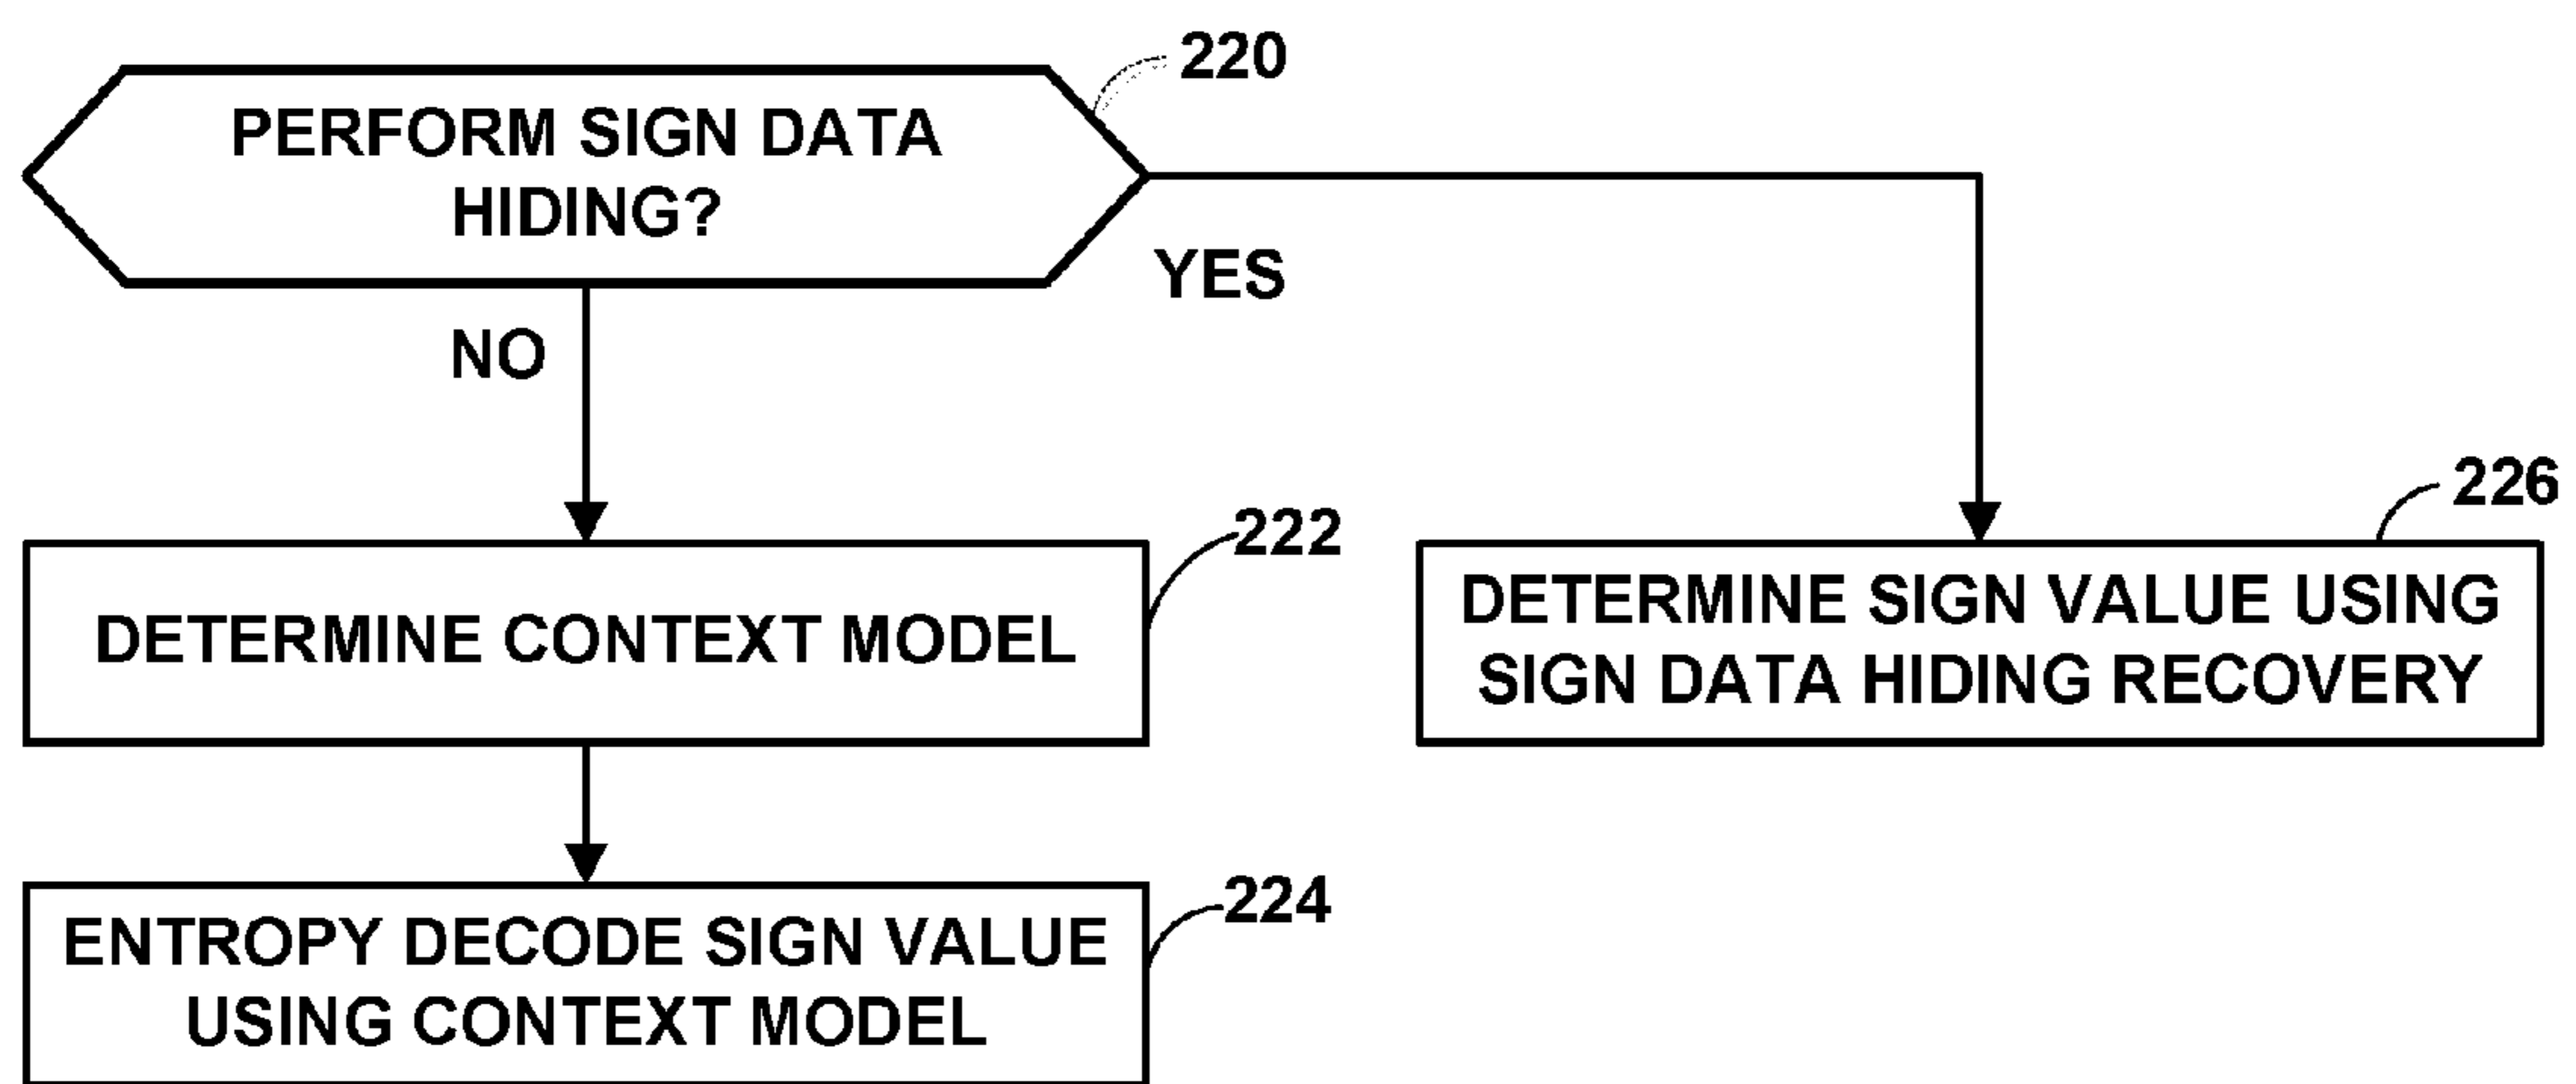 220
PERFORM SIGN DATA
HIDING?
YES
NO
222
DETERMINE CONTEXT MODEL
226
DETERMINE SIGN VALUE USING
SIGN DATA HIDING RECOVERY
224
ENTROPY DECODE SIGN VALUE
USING CONTEXT MODEL